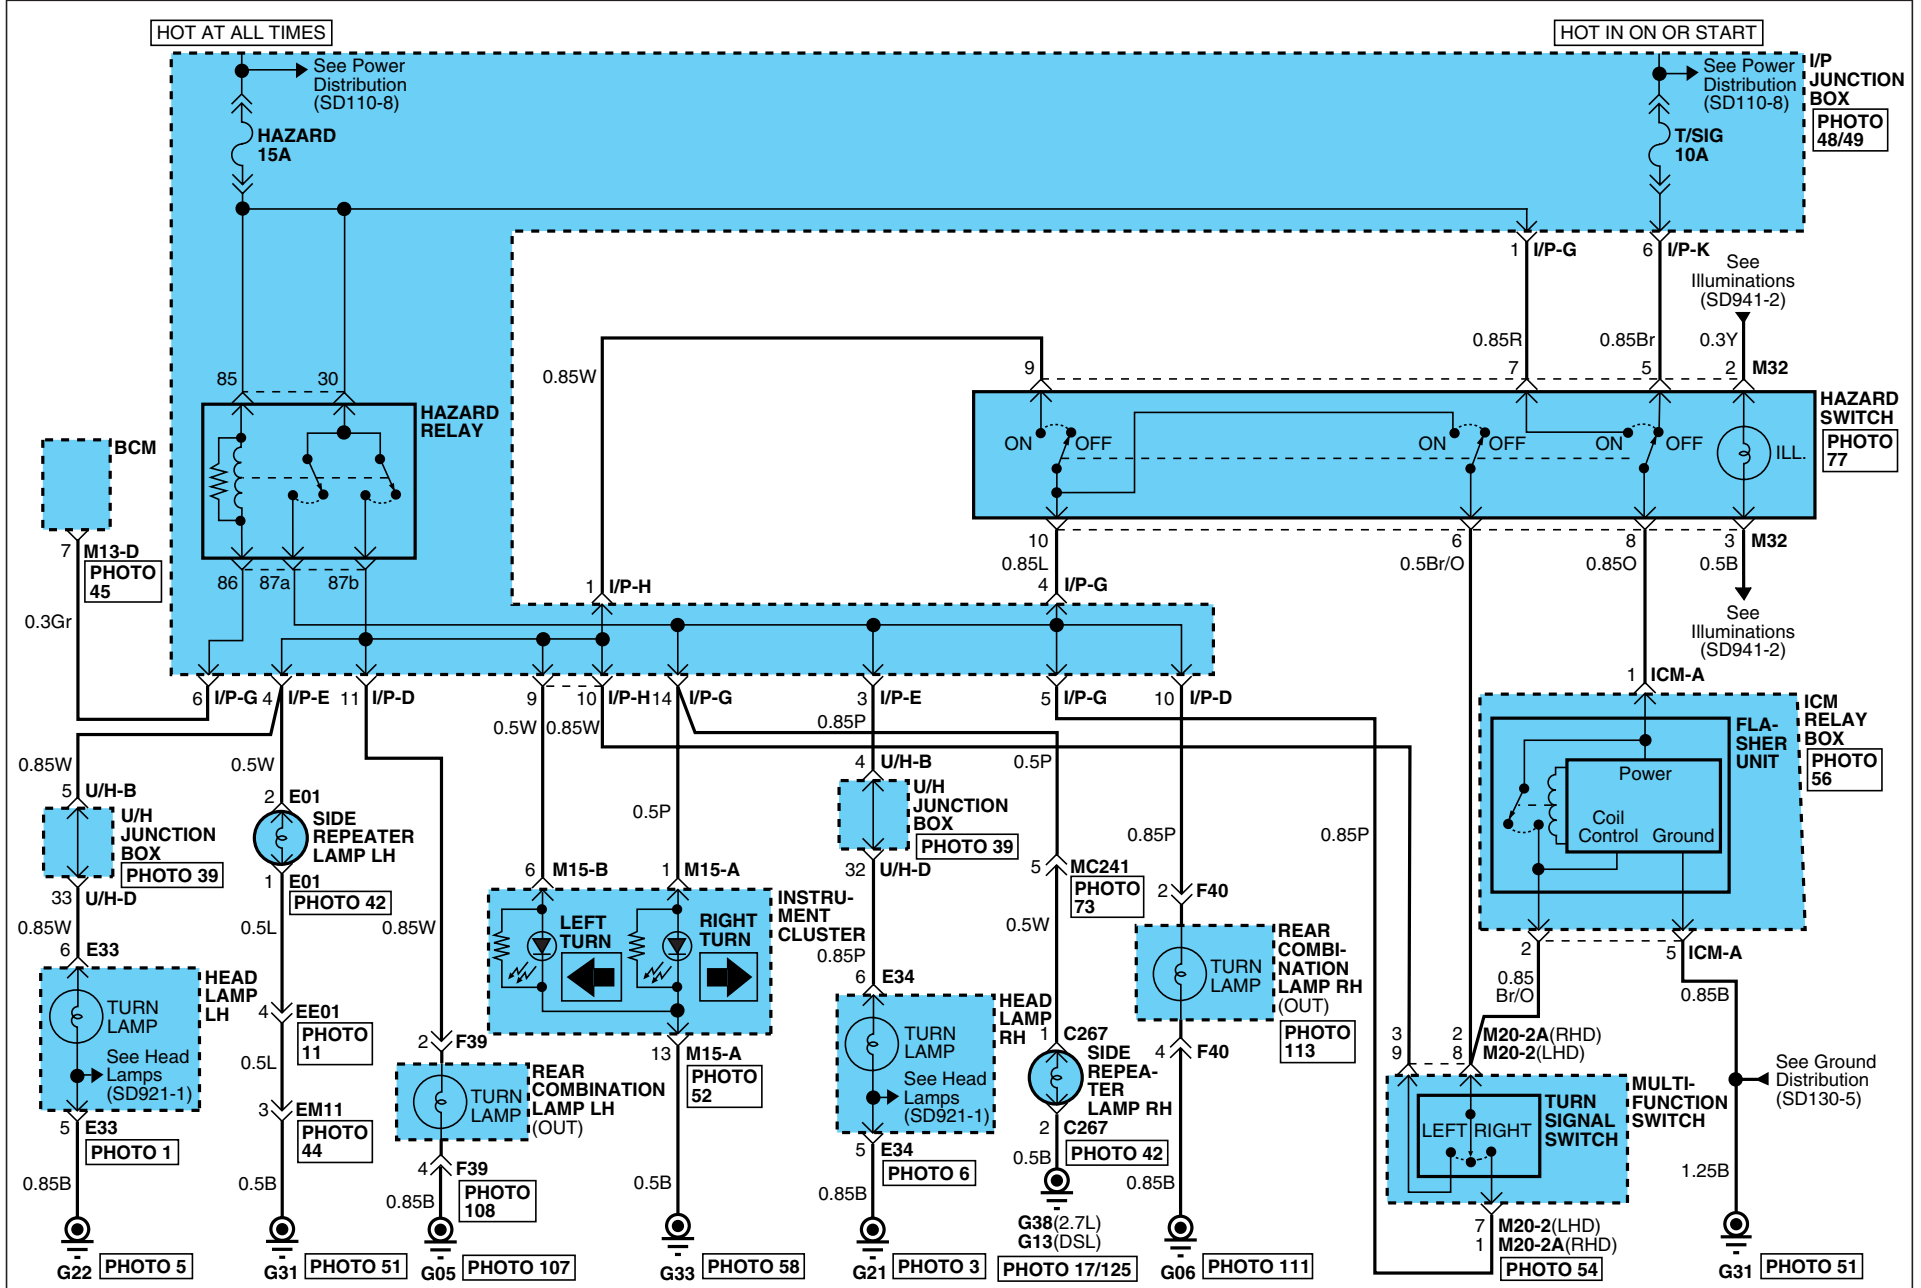 HOT AT ALL TIMES
HOT IN ON OR START
See Power
Distribution
(SD110-8)
See Power
Distribution
(SD110-8)
I/P
JUNCTION
BOX
PHOTO
48/49
HAZARD
15A
T/SIG
10A
1 I/P-G
6 I/P-K
See
Illuminations
(SD941-2)
0.85R
0.85Br
0.3Y
0.85W
85
30
9
7
5
2
M32
HAZARD
RELAY
HAZARD
SWITCH
PHOTO
77
ON
OFF
ON
OFF
ON
OFF
ILL.
BCM
7
M13-D
PHOTO
45
0.3Gr
86
87a
87b
10
6
8
3
M32
0.85L
0.5Br/O
0.85O
0.5B
1 I/P-H
4 I/P-G
See
Illuminations
(SD941-2)
6 I/P-G
4 I/P-E
11 I/P-D
9
10 I/P-H
14 I/P-G
3 I/P-E
5 I/P-G
10 I/P-D
1 ICM-A
ICM
RELAY
BOX
PHOTO
56
FLA-
SHER
UNIT
Power
Coil
Control
Ground
0.85W
0.5W
0.5W
0.85W
0.85P
0.5P
0.5P
0.85P
0.85P
5 U/H-B
U/H
JUNCTION
BOX
PHOTO 39
33 U/H-D
0.85W
2 E01
SIDE
REPEATER
LAMP LH
1 E01
PHOTO 42
0.5L
0.85W
4 U/H-B
U/H
JUNCTION
BOX
PHOTO 39
32 U/H-D
0.85P
5 MC241
PHOTO
73
0.5W
2 F40
6 M15-B
1 M15-A
LEFT
TURN
RIGHT
TURN
INSTRU-
MENT
CLUSTER
13 M15-A
PHOTO
52
REAR
COMBI-
NATION
LAMP RH
(OUT)
PHOTO
113
TURN
LAMP
4 F40
2
5 ICM-A
0.85
Br/O
0.85B
6 E33
HEAD
LAMP
LH
TURN
LAMP
See Head
Lamps
(SD921-1)
5 E33
PHOTO 1
0.85B
4 EE01
PHOTO
11
0.5L
3 EM11
PHOTO
44
0.5B
2 F39
REAR
COMBINATION
LAMP LH
(OUT)
TURN
LAMP
4 F39
PHOTO
108
0.85B
0.5B
6 E34
HEAD
LAMP
RH
TURN
LAMP
See Head
Lamps
(SD921-1)
5 E34
PHOTO 6
0.85B
1 C267
SIDE
REPEA-
TER
LAMP RH
2 C267
PHOTO 42
0.5B
0.85B
3
2
M20-2A(RHD)
9
8
M20-2(LHD)
MULTI-
FUNCTION
SWITCH
TURN
SIGNAL
SWITCH
LEFT
RIGHT
See Ground
Distribution
(SD130-5)
1.25B
7 M20-2(LHD)
1 M20-2A(RHD)
PHOTO 54
G22
PHOTO 5
G31
PHOTO 51
G05
PHOTO 107
G33
PHOTO 58
G21
PHOTO 3
G38(2.7L)
G13(DSL)
PHOTO 17/125
G06
PHOTO 111
G31
PHOTO 51